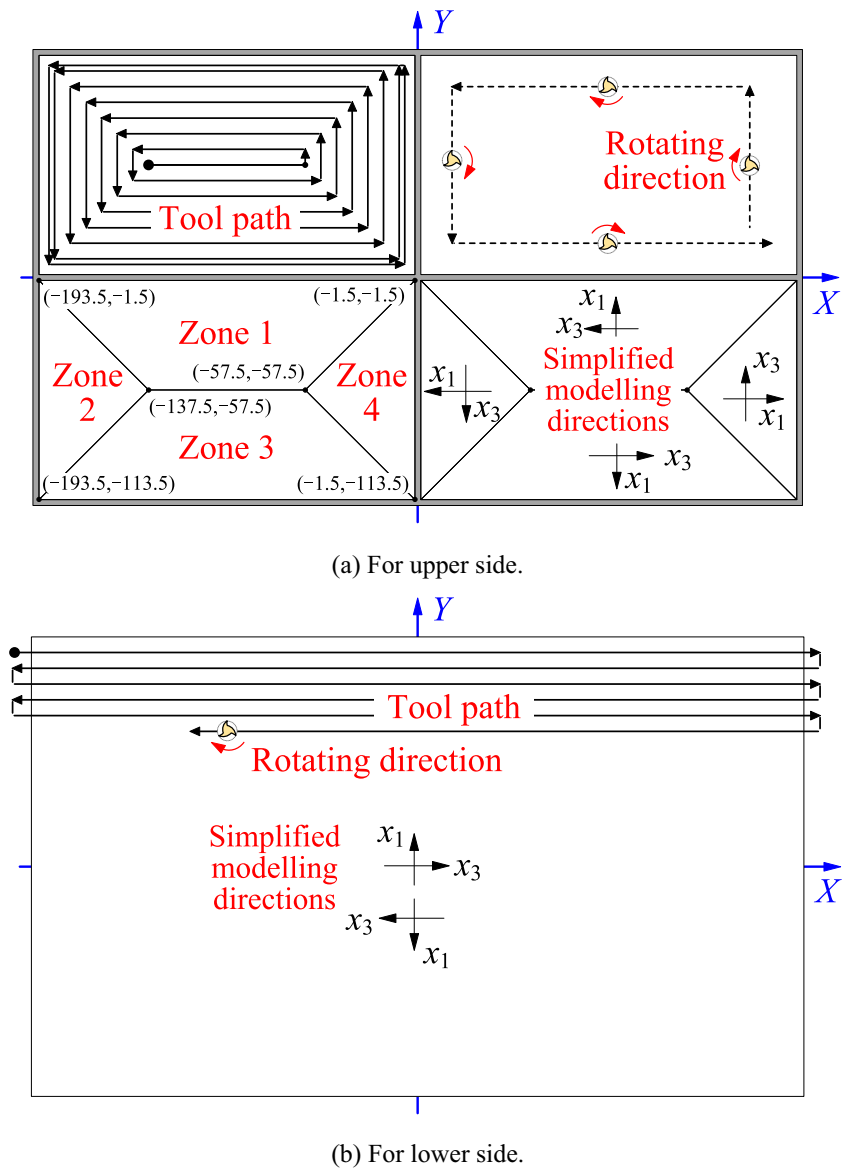 Y
Tool path
Rotating
direction
X
(−193.5,−1.5)
(−1.5,−1.5)
Zone 1
Zone
2
(−57.5,−57.5)
(−137.5,−57.5)
Zone
4
Zone 3
(−193.5,−113.5)
(−1.5,−113.5)
x1
x3
Simplified
modelling
directions
x1
x3
x3
x1
x3
x1
(a) For upper side.
Y
Tool path
Rotating direction
Simplified
modelling
directions
x1
x3
x3
x1
X
(b) For lower side.